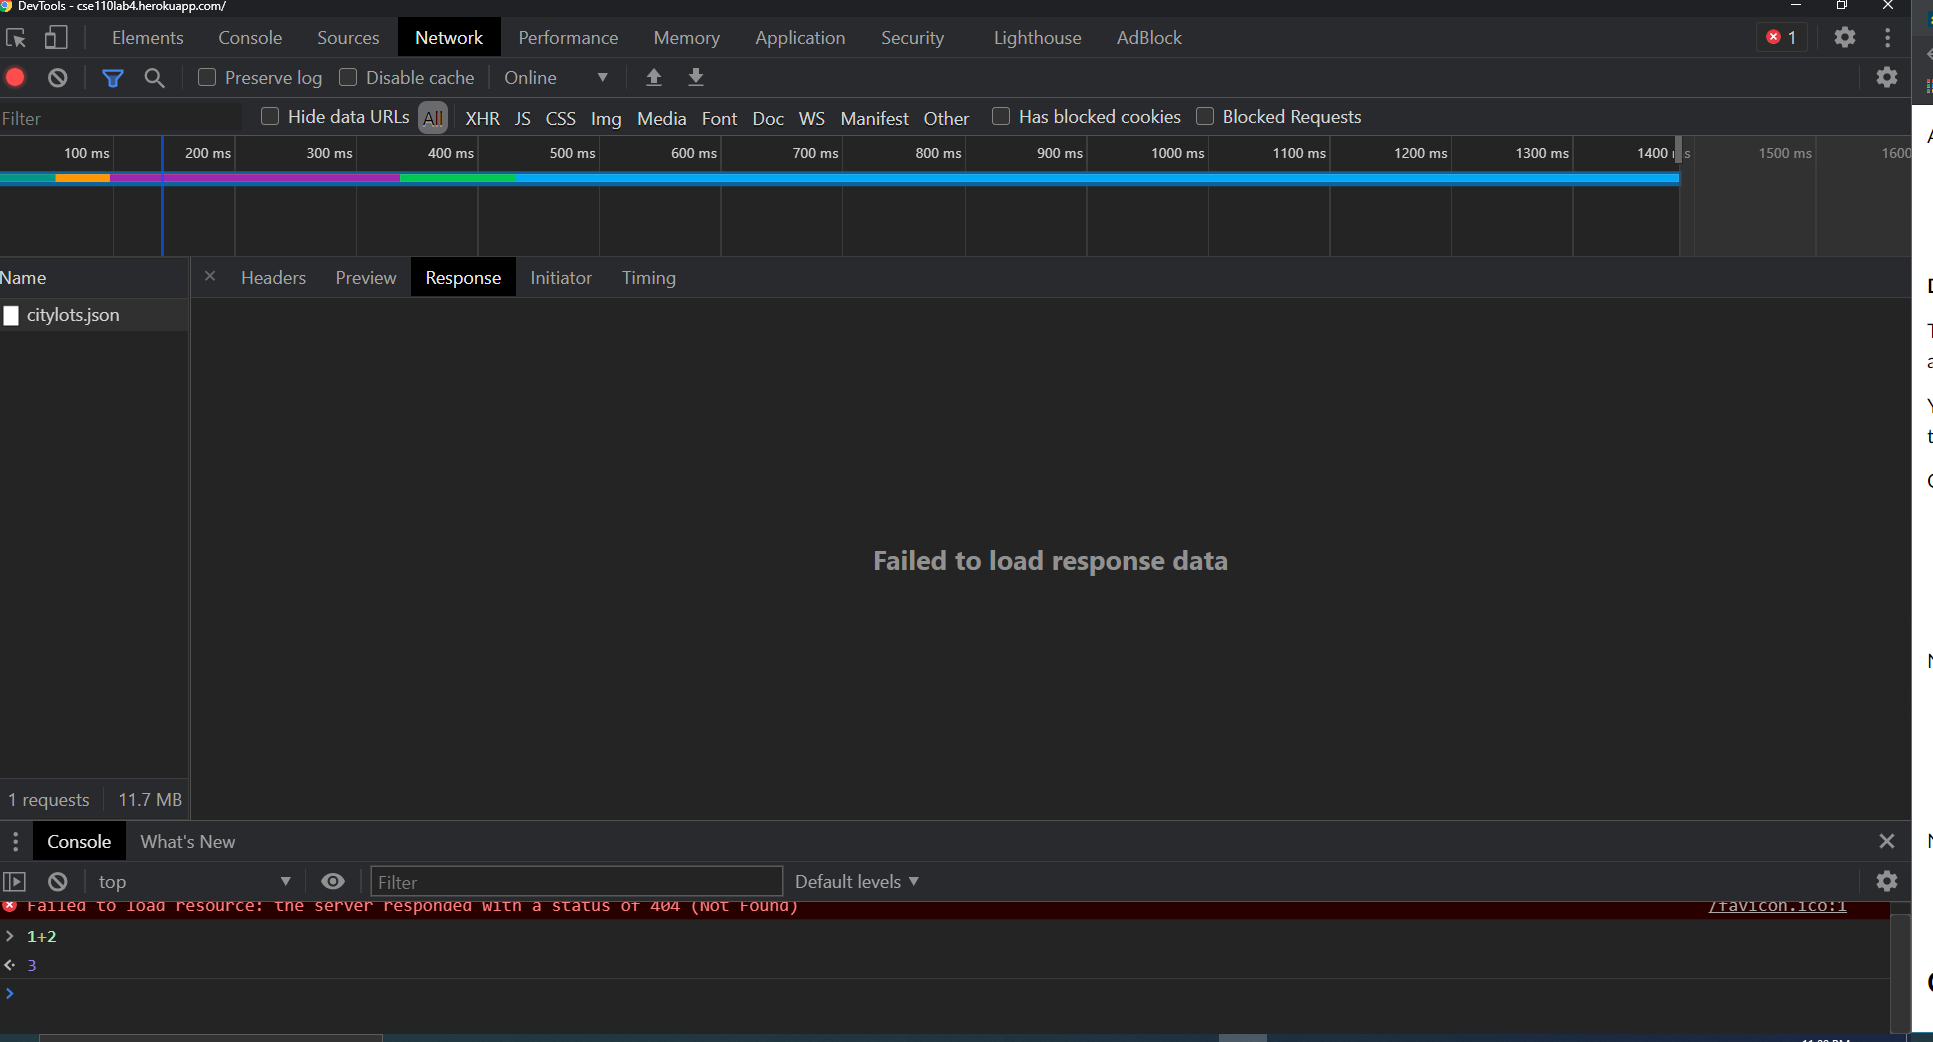 DevTools - cse110lab4.herokuapp.com/
Elements Console Sources Network Performance Memory Application Security Lighthouse AdBlock 1
Preserve log Disable cache Online
Filter Hide data URLs All XHR JS CSS Img Media Font Doc WS Manifest Other Has blocked cookies Blocked Requests
100 ms 200 ms 300 ms 400 ms 500 ms 600 ms 700 ms 800 ms 900 ms 1000 ms 1100 ms 1200 ms 1300 ms 1400 ms 1500 ms 1600
Name Headers Preview Response Initiator Timing
citylots.json
Failed to load response data
1 requests 11.7 MB
Console What's New
top Filter Default levels
Failed to load resource: the server responded with a status of 404 (Not Found) /favicon.ico:1
1+2
3